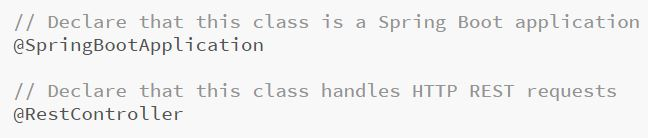 // Declare that this class is a Spring Boot application
@SpringBootApplication
// Declare that this class handles HTTP REST requests
@RestController